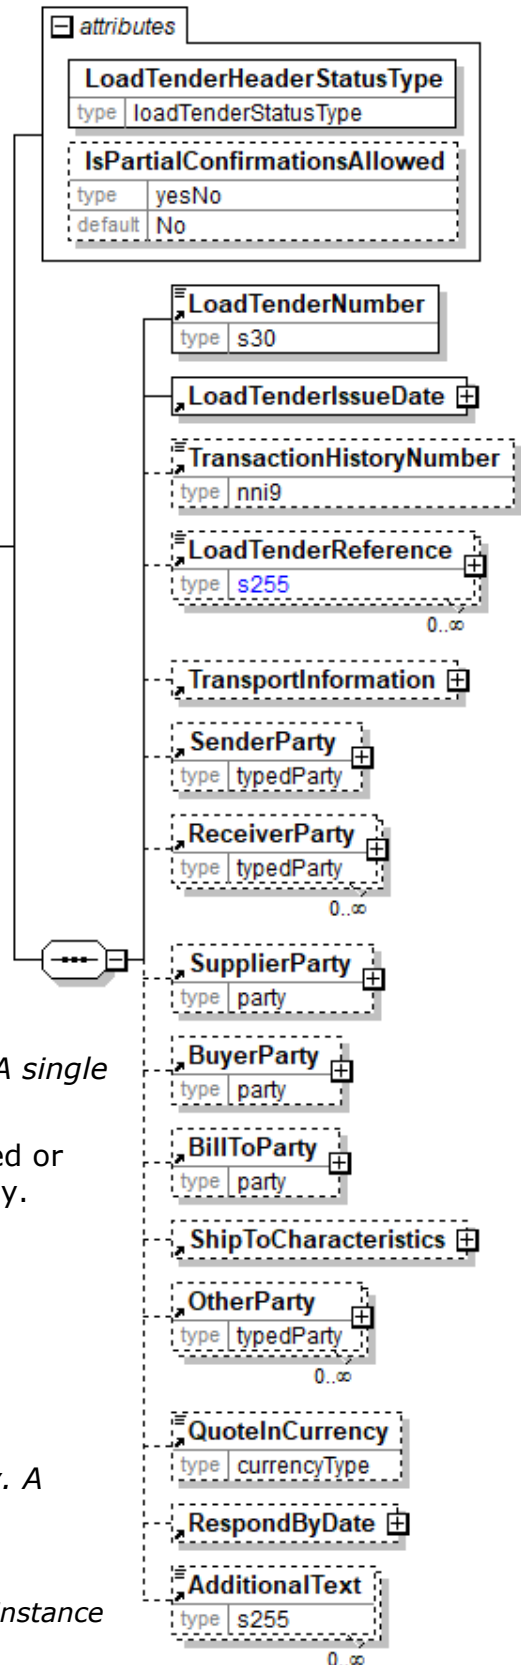 attributes
LoadTenderHeaderStatusType
type loadTenderStatusType
IsPartialConfirmationsAllowed
type yesNo
default No
LoadTenderNumber
type s30
LoadTenderIssueDate
TransactionHistoryNumber
type nni9
LoadTenderReference
type s255
0..∞
TransportInformation
SenderParty
type typedParty
ReceiverParty
type typedParty
0..∞
SupplierParty
type party
A single
BuyerParty
type party
ed or
BillToParty
type party
y.
ShipToCharacteristics
OtherParty
type typedParty
0..∞
QuoteInCurrency
type currencyType
. A
RespondByDate
AdditionalText
type s255
instance
0..∞